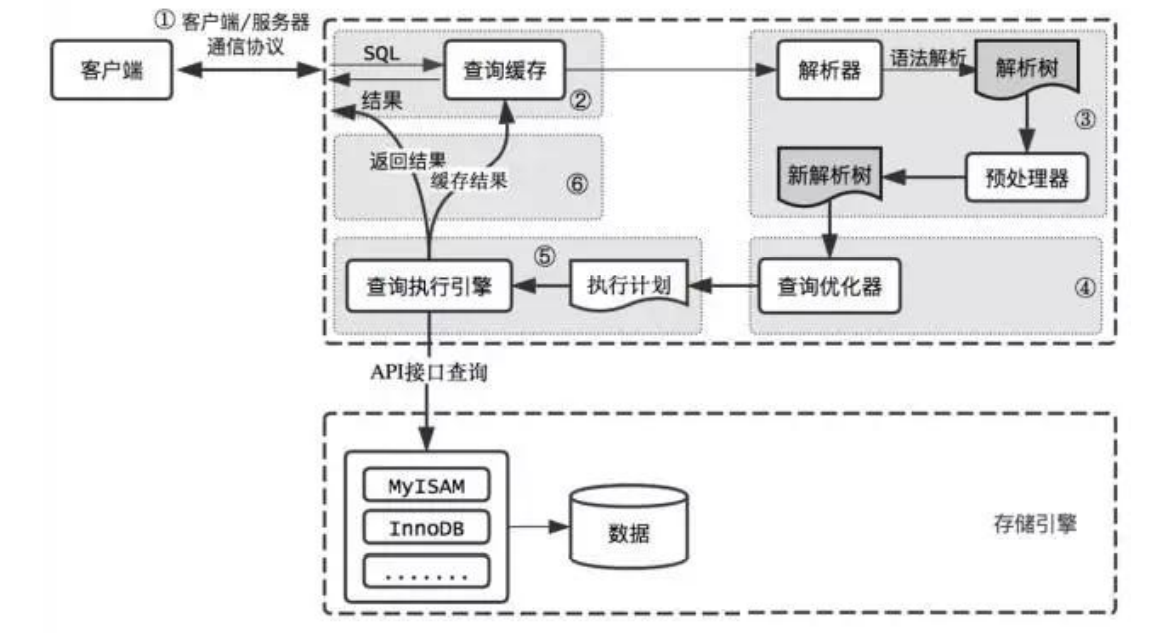 ① 客户端/服务器
通信协议
客户端
SQL
查询缓存
②
结果
解析器
语法解析
解析树
③
预处理器
新解析树
返回结果
缓存结果
⑥
⑤
查询执行引擎
执行计划
查询优化器
④
API接口查询
MyISAM
InnoDB
.......
数据
存储引擎